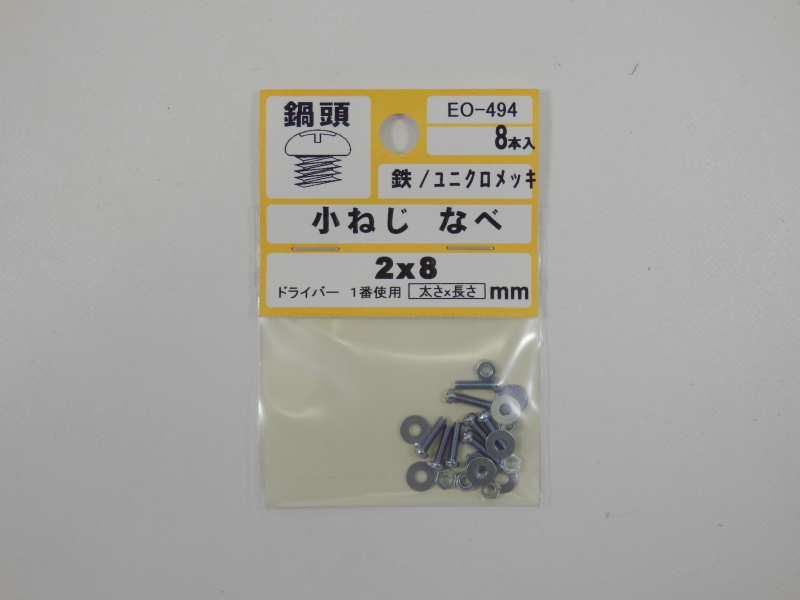 鍋頭
EO-494
8本入
鉄/ユニクロメッキ
小ねじ なべ
2x8
ドライバー 1番使用 太さx長さ mm